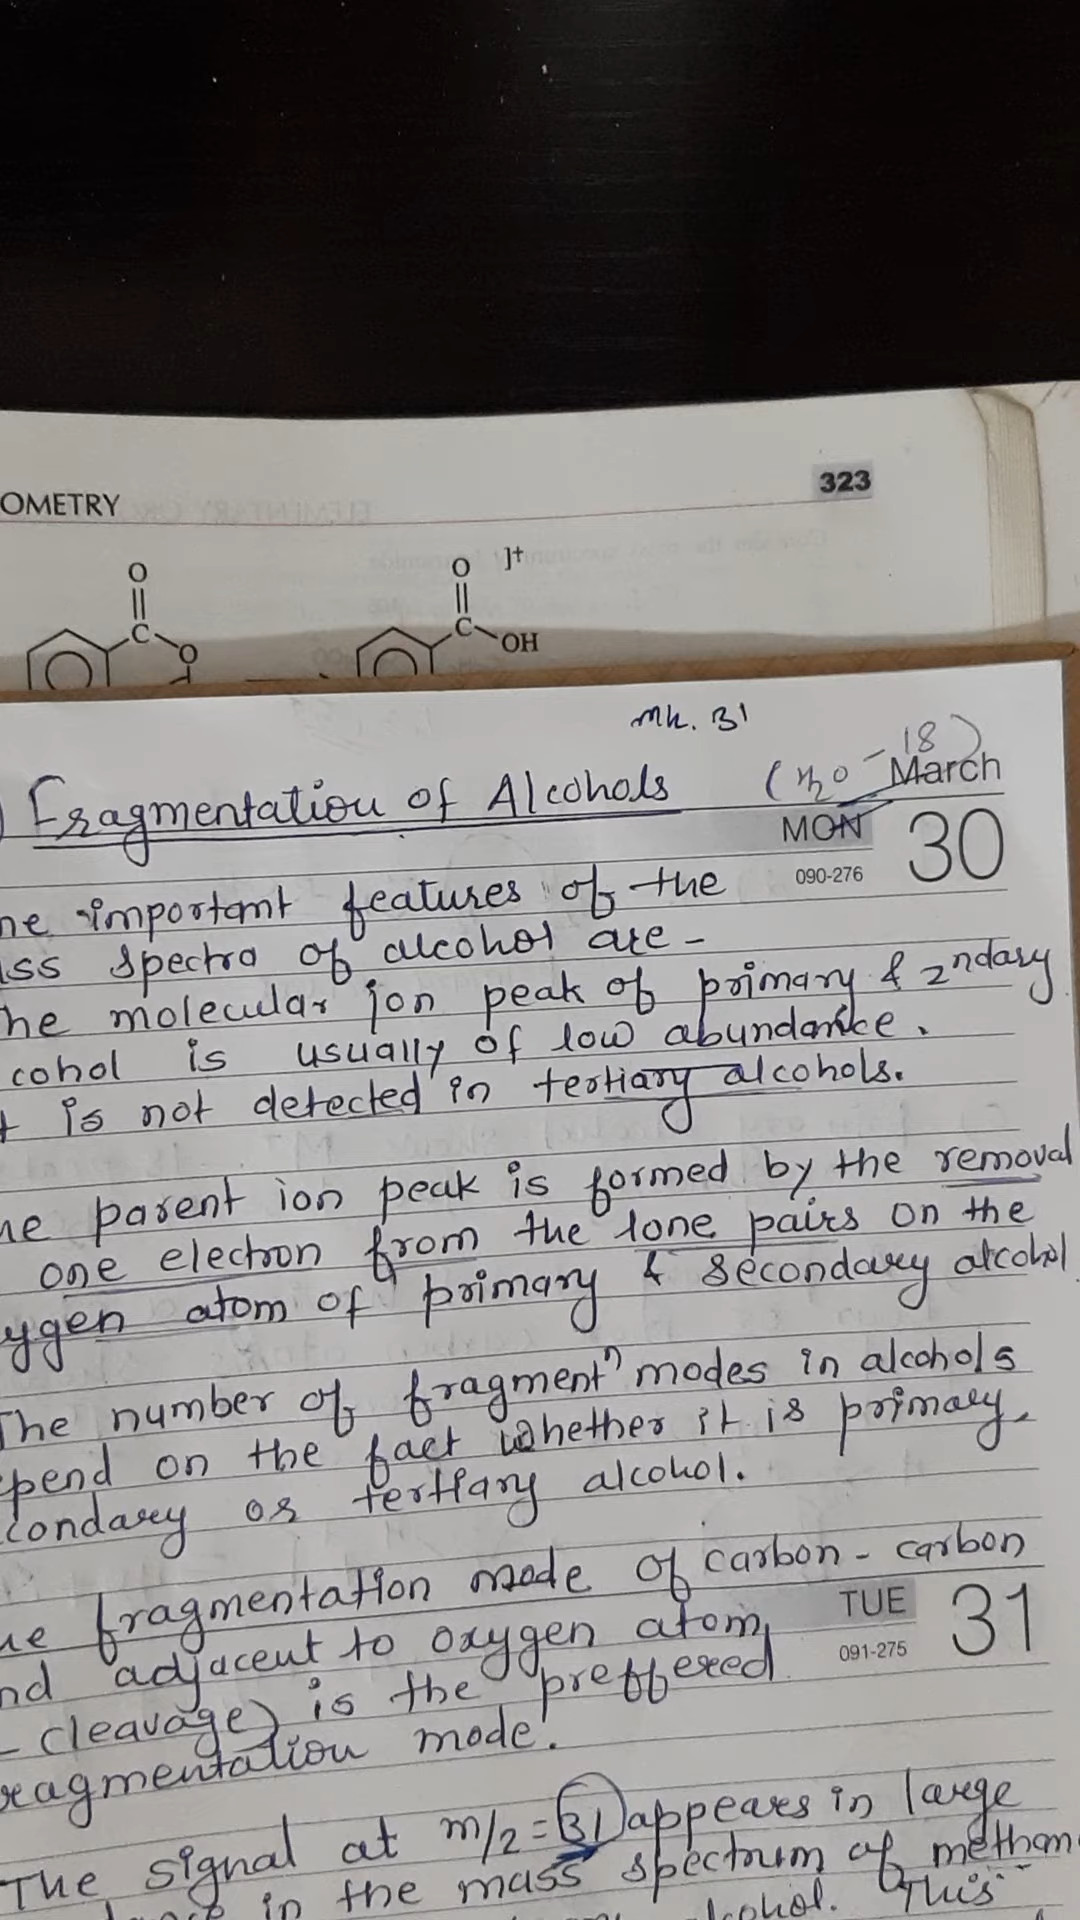 OMETRY
323
O
C
O
O
]+
C
OH
m/z. 31
Fragmentation of Alcohols
(H2O - 18)
March
MON 30
090-276
ne important features of the
ss spectra of alcohol are -
he molecular ion peak of primary & 2ndary
cohol is usually of low abundance.
t is not detected in tertiary alcohols.
ne parent ion peak is formed by the removal
one electron from the lone pairs on the
ygen atom of primary & secondary alcohol
The number of fragmentn modes in alcohols
pend on the fact whether it is primary,
condary or tertiary alcohol.
ne fragmentation mode of carbon - carbon
TUE 31
091-275
nd adjacent to oxygen atom,
- cleavage) is the preffered
ragmentation mode.
The signal at m/z = 31 appears in large
in the mass spectrum of methan
alcohol. This